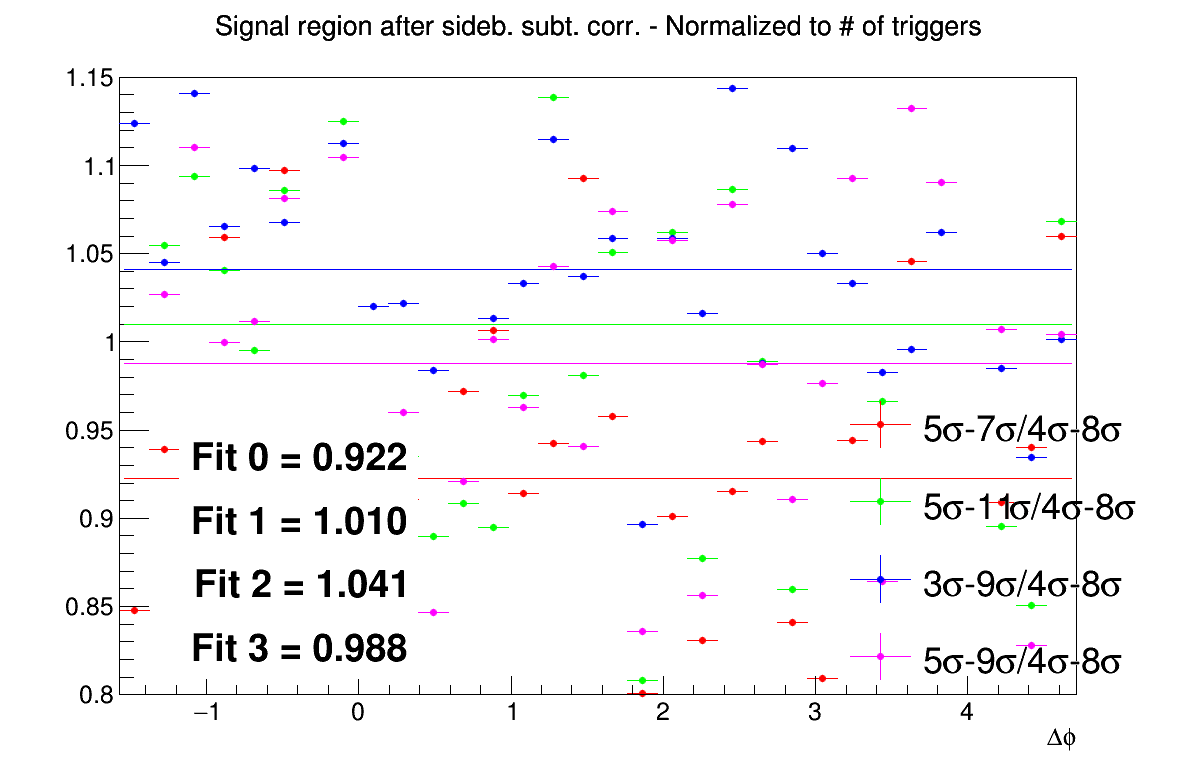 Signal region after sideb. subt. corr. - Normalized to # of triggers
1.15
1.1
1.05
1
0.95
0.9
0.85
0.8
Fit 0 = 0.922
Fit 1 = 1.010
Fit 2 = 1.041
Fit 3 = 0.988
5σ-7σ/4σ-8σ
5σ-11σ/4σ-8σ
3σ-9σ/4σ-8σ
5σ-9σ/4σ-8σ
−1 0 1 2 3 4
Δϕ